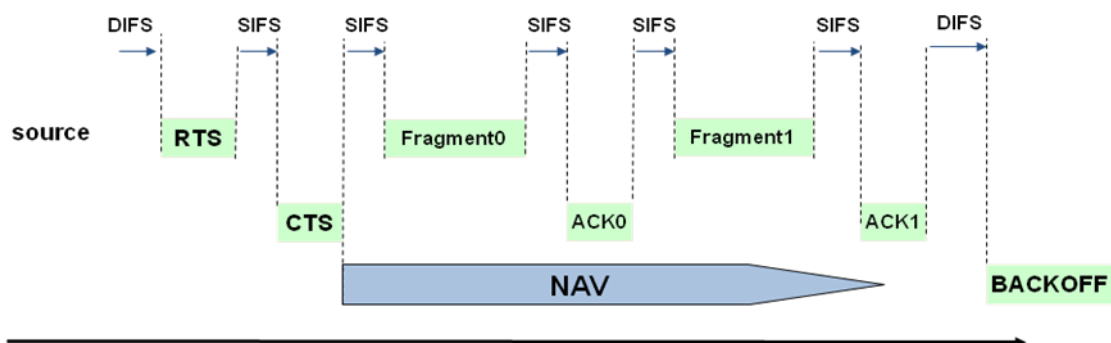 DIFS SIFS SIFS SIFS SIFS SIFS DIFS
source RTS Fragment0 Fragment1
CTS ACK0 ACK1
NAV BACKOFF